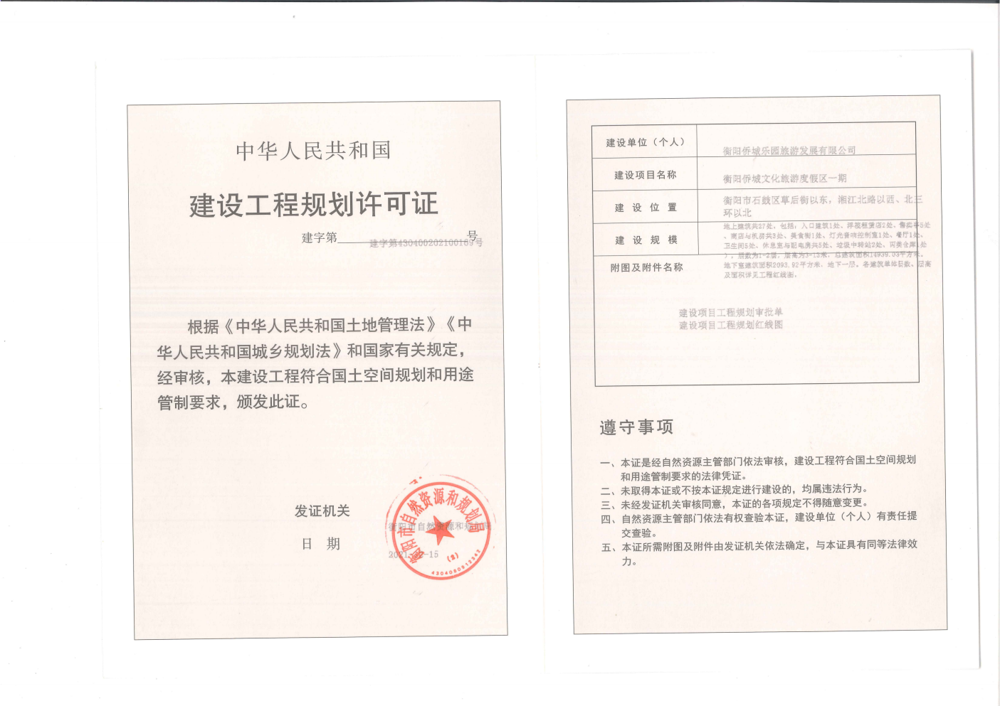 中华人民共和国
建设工程规划许可证
建字第 号
建字第430400202100169号
根据《中华人民共和国土地管理法》《中
华人民共和国城乡规划法》和国家有关规定，
经审核，本建设工程符合国土空间规划和用途
管制要求，颁发此证。
发证机关
衡阳市自然资源和规划局
日 期
衡阳市自然资源和规划局
4304080913342
建设单位（个人）
衡阳侨城乐园旅游发展有限公司
建设项目名称
衡阳侨城文化旅游度假区一期
建设位置
衡阳市石鼓区草后街以东，湘江北路以西、北三
环以北
建设规模
地上建筑共27处，包括：入口建筑1处、浮箱租赁店2处、售卖亭5处
、商店与机房共3处、美食街1处、灯光音响控制室1处、餐厅1处、
卫生间5处、休息室与配电房共5处、垃圾中转站2处、河美仓库1处
），层数为1-2层，层高为3-13米，总建筑面积14939.03平方米、
地下室建筑面积2093.92平方米，地下一层。各建筑单体层数、层高
及面积详见工程红线图。
附图及附件名称
建设项目工程规划审批单
建设项目工程规划红线图
遵守事项
一、本证是经自然资源主管部门依法审核，建设工程符合国土空间规划
和用途管制要求的法律凭证。
二、未取得本证或不按本证规定进行建设的，均属违法行为。
三、未经发证机关审核同意，本证的各项规定不得随意变更。
四、自然资源主管部门依法有权查验本证，建设单位（个人）有责任提
交查验。
五、本证所需附图及附件由发证机关依法确定，与本证具有同等法律效
力。